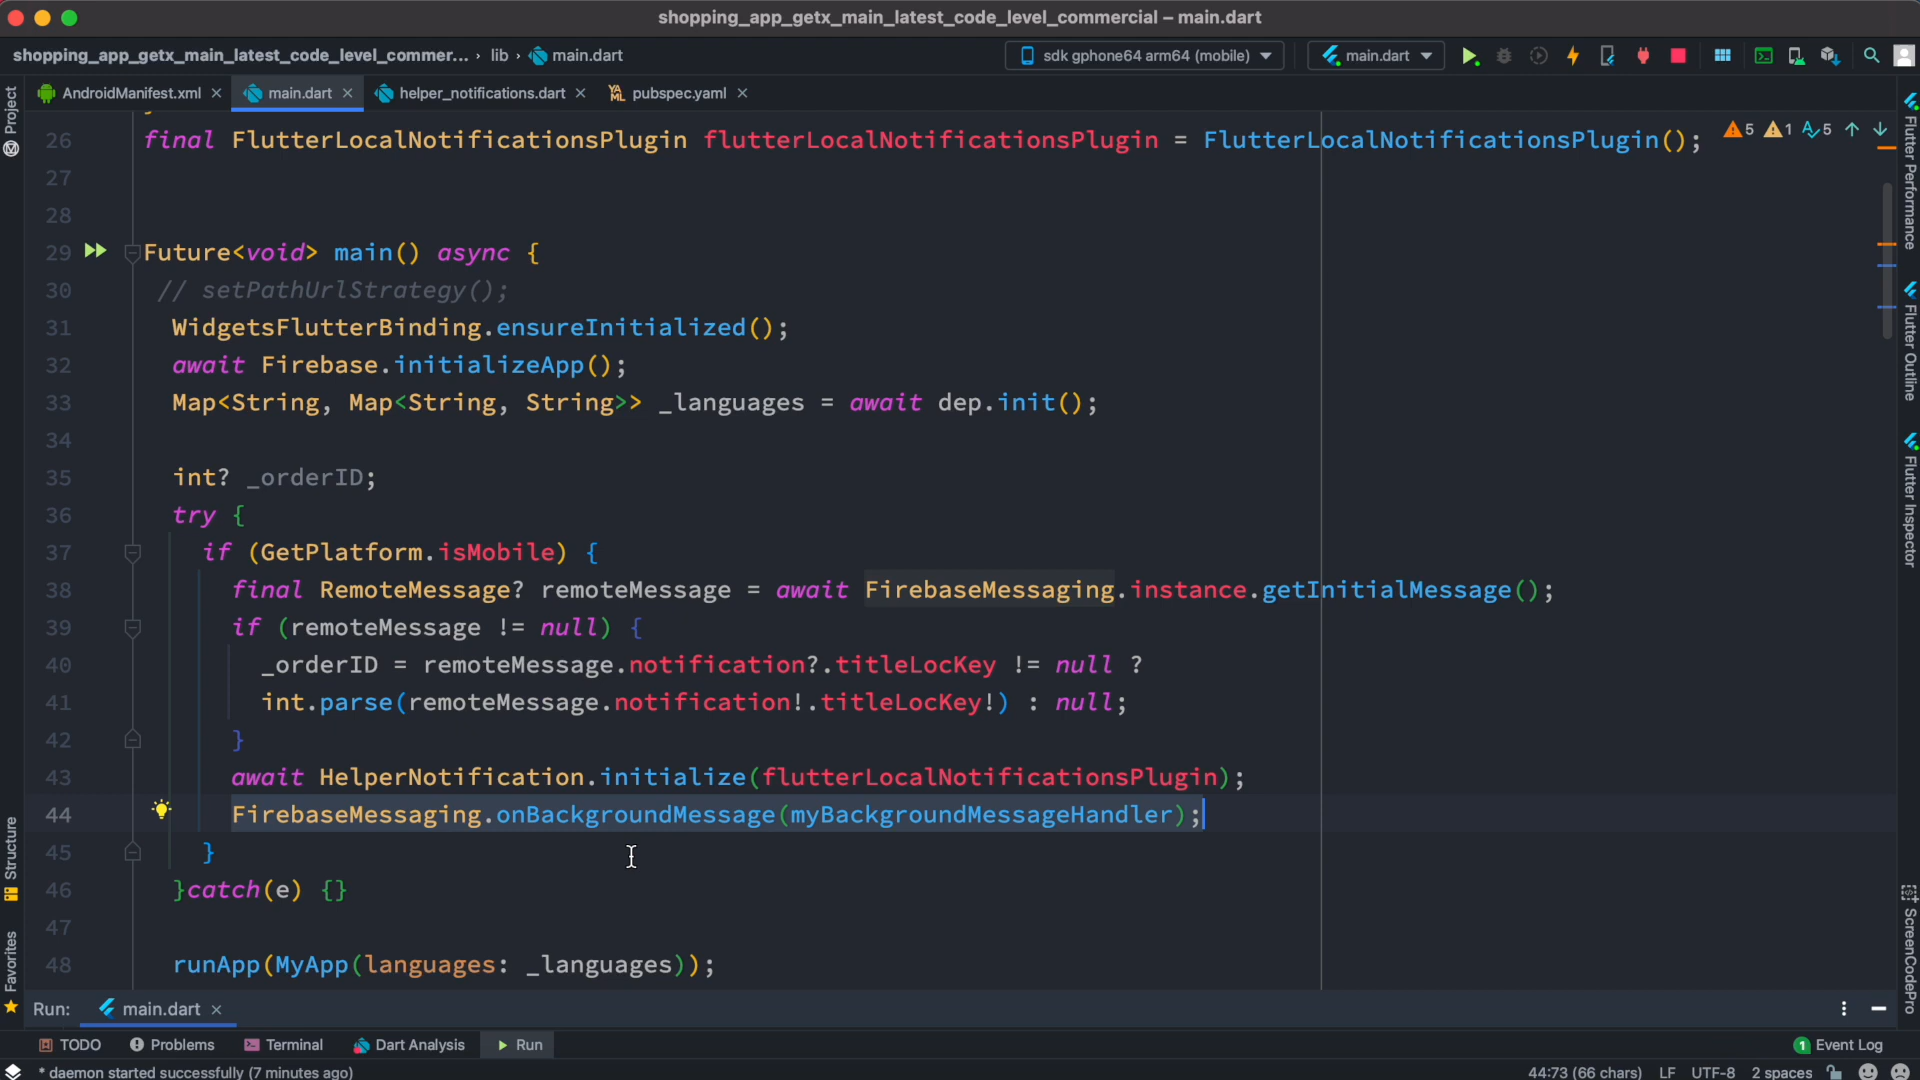 shopping_app_getx_main_latest_code_level_commercial – main.dart
shopping_app_getx_main_latest_code_level_commer... › lib › main.dart
sdk gphone64 arm64 (mobile)
main.dart
AndroidManifest.xml
main.dart
helper_notifications.dart
pubspec.yaml
Project
Structure
Favorites
5 1 5
26 final FlutterLocalNotificationsPlugin flutterLocalNotificationsPlugin = FlutterLocalNotificationsPlugin();
27
28
29 Future<void> main() async {
30 // setPathUrlStrategy();
31 WidgetsFlutterBinding.ensureInitialized();
32 await Firebase.initializeApp();
33 Map<String, Map<String, String>> _languages = await dep.init();
34
35 int? _orderID;
36 try {
37 if (GetPlatform.isMobile) {
38 final RemoteMessage? remoteMessage = await FirebaseMessaging.instance.getInitialMessage();
39 if (remoteMessage != null) {
40 _orderID = remoteMessage.notification?.titleLocKey != null ?
41 int.parse(remoteMessage.notification!.titleLocKey!) : null;
42 }
43 await HelperNotification.initialize(flutterLocalNotificationsPlugin);
44 FirebaseMessaging.onBackgroundMessage(myBackgroundMessageHandler);
45 }
46 }catch(e) {}
47
48 runApp(MyApp(languages: _languages));
Flutter Performance
Flutter Outline
Flutter Inspector
ScreenCodePro
Run: main.dart
TODO
Problems
Terminal
Dart Analysis
Run
1 Event Log
* daemon started successfully (7 minutes ago)
44:73 (66 chars) LF UTF-8 2 spaces